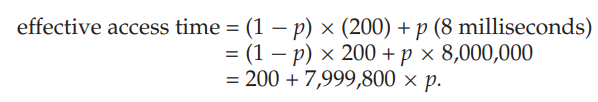 effective access time = (1 – p) × (200) + p (8 milliseconds)
= (1 – p) × 200 + p × 8,000,000
= 200 + 7,999,800 × p.